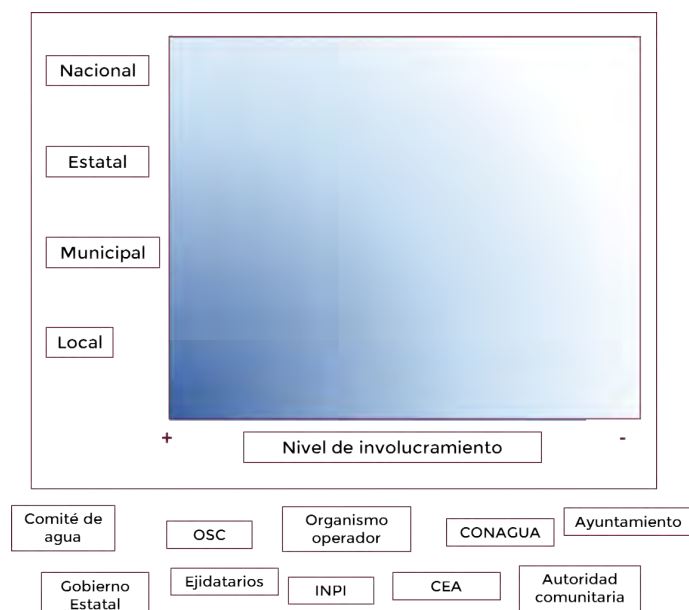 Nacional
Estatal
Municipal
Local
+
Nivel de involucramiento
-
Comité de
agua
OSC
Organismo
operador
CONAGUA
Ayuntamiento
Gobierno
Estatal
Ejidatarios
INPI
CEA
Autoridad
comunitaria